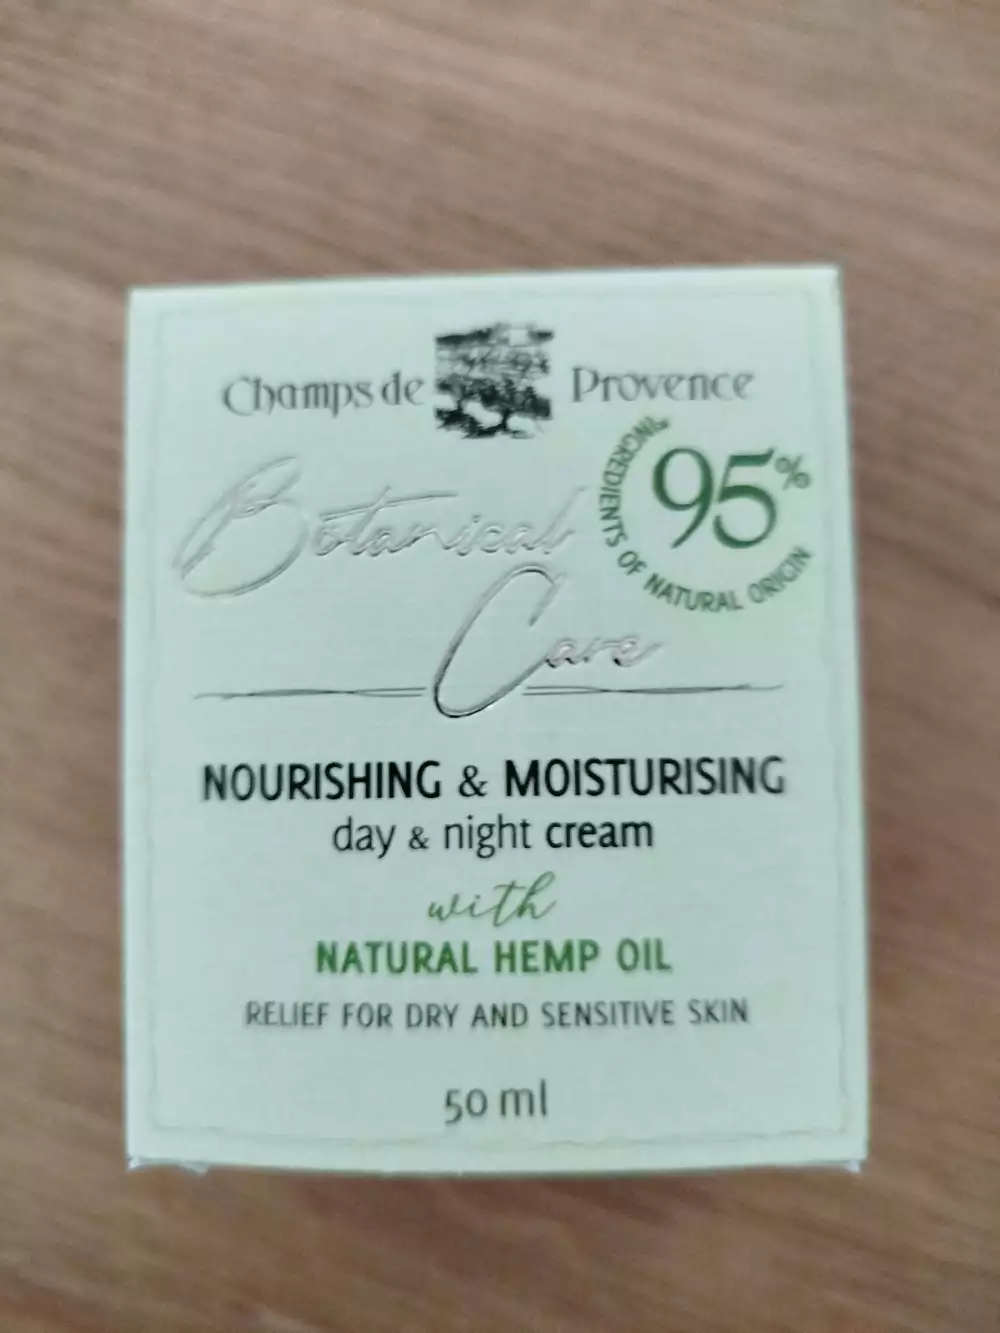 Champs de Provence
Botanical
Care
95%
*INGREDIENTS OF NATURAL ORIGIN
NOURISHING & MOISTURISING
day & night cream
with
NATURAL HEMP OIL
RELIEF FOR DRY AND SENSITIVE SKIN
50 ml